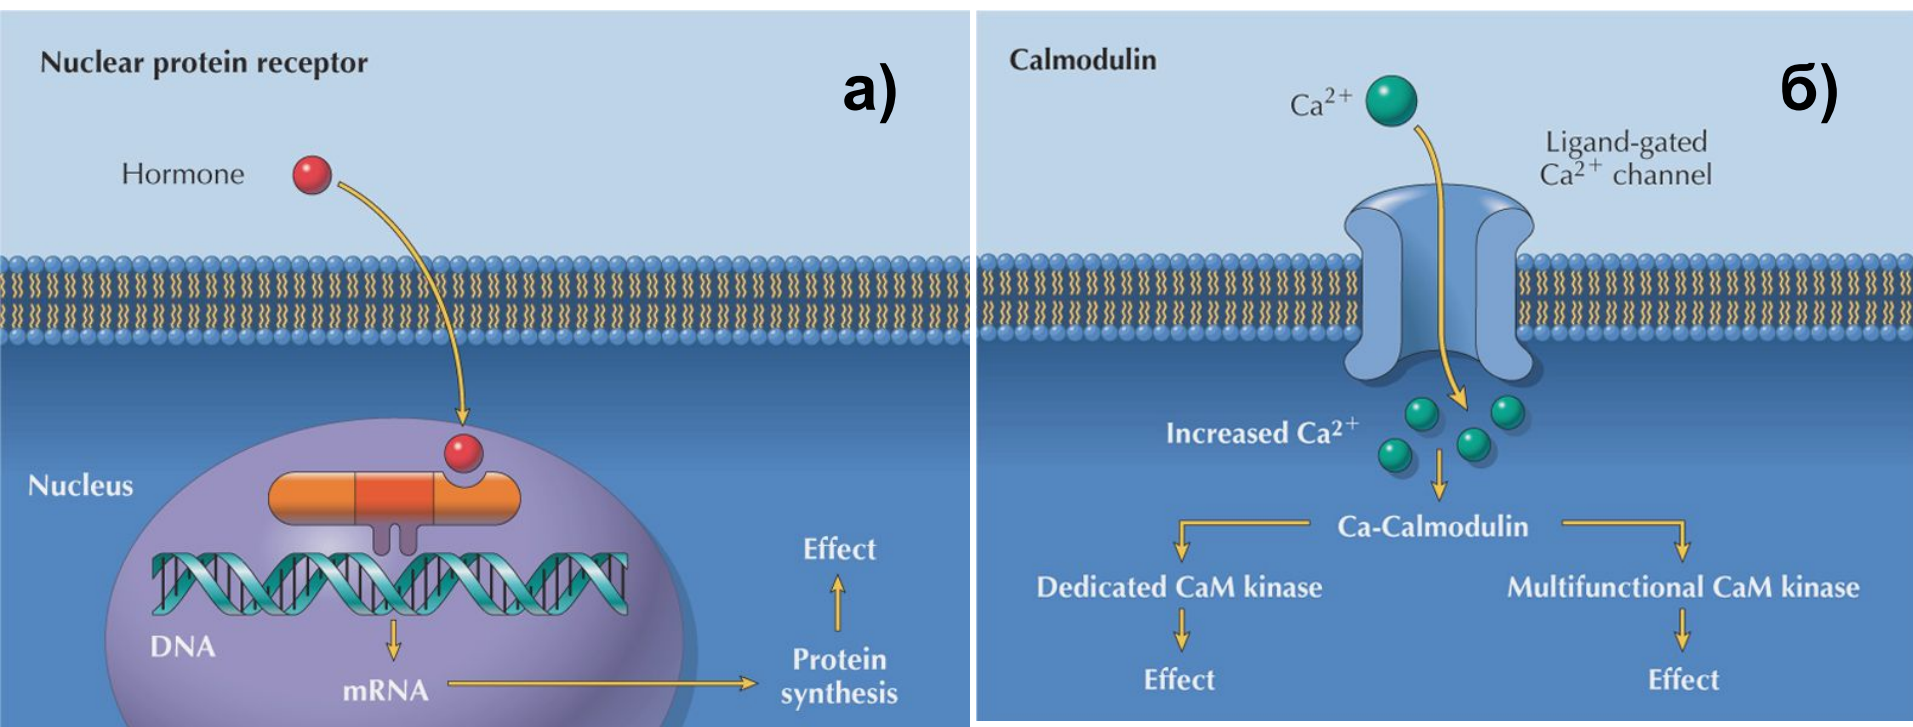 Nuclear protein receptor
а)
Hormone
Nucleus
DNA
mRNA
Effect
Protein
synthesis
Calmodulin
б)
Ca²⁺
Ligand-gated
Ca²⁺ channel
Increased Ca²⁺
Ca-Calmodulin
Dedicated CaM kinase
Multifunctional CaM kinase
Effect
Effect